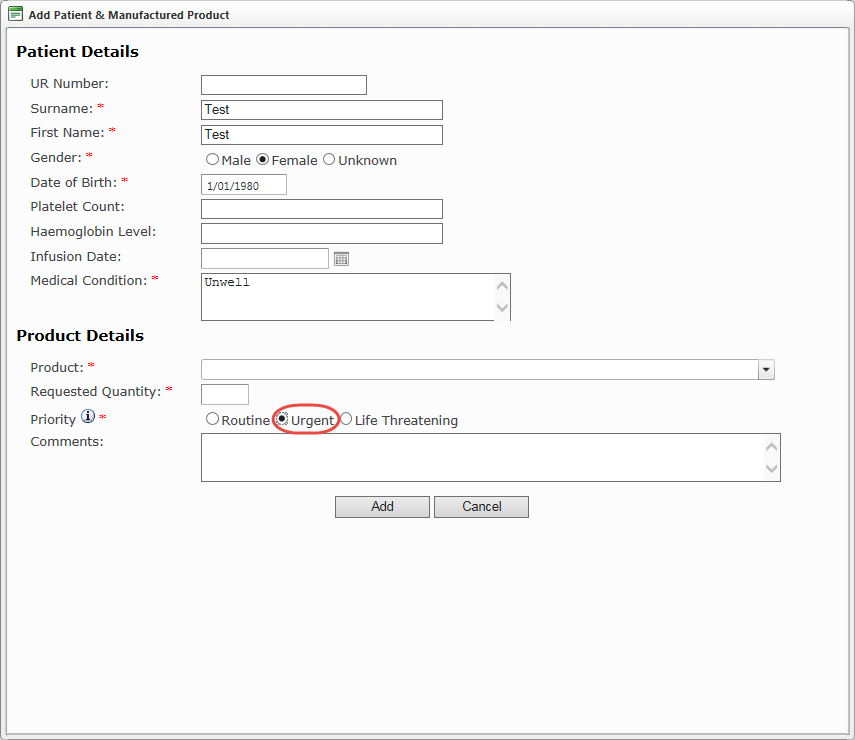 Add Patient & Manufactured Product
Patient Details
UR Number:
Surname: * Test
First Name: * Test
Gender: * Male Female Unknown
Date of Birth: * 1/01/1980
Platelet Count:
Haemoglobin Level:
Infusion Date:
Medical Condition: * Unwell
Product Details
Product: *
Requested Quantity: *
Priority i * Routine Urgent Life Threatening
Comments:
Add Cancel